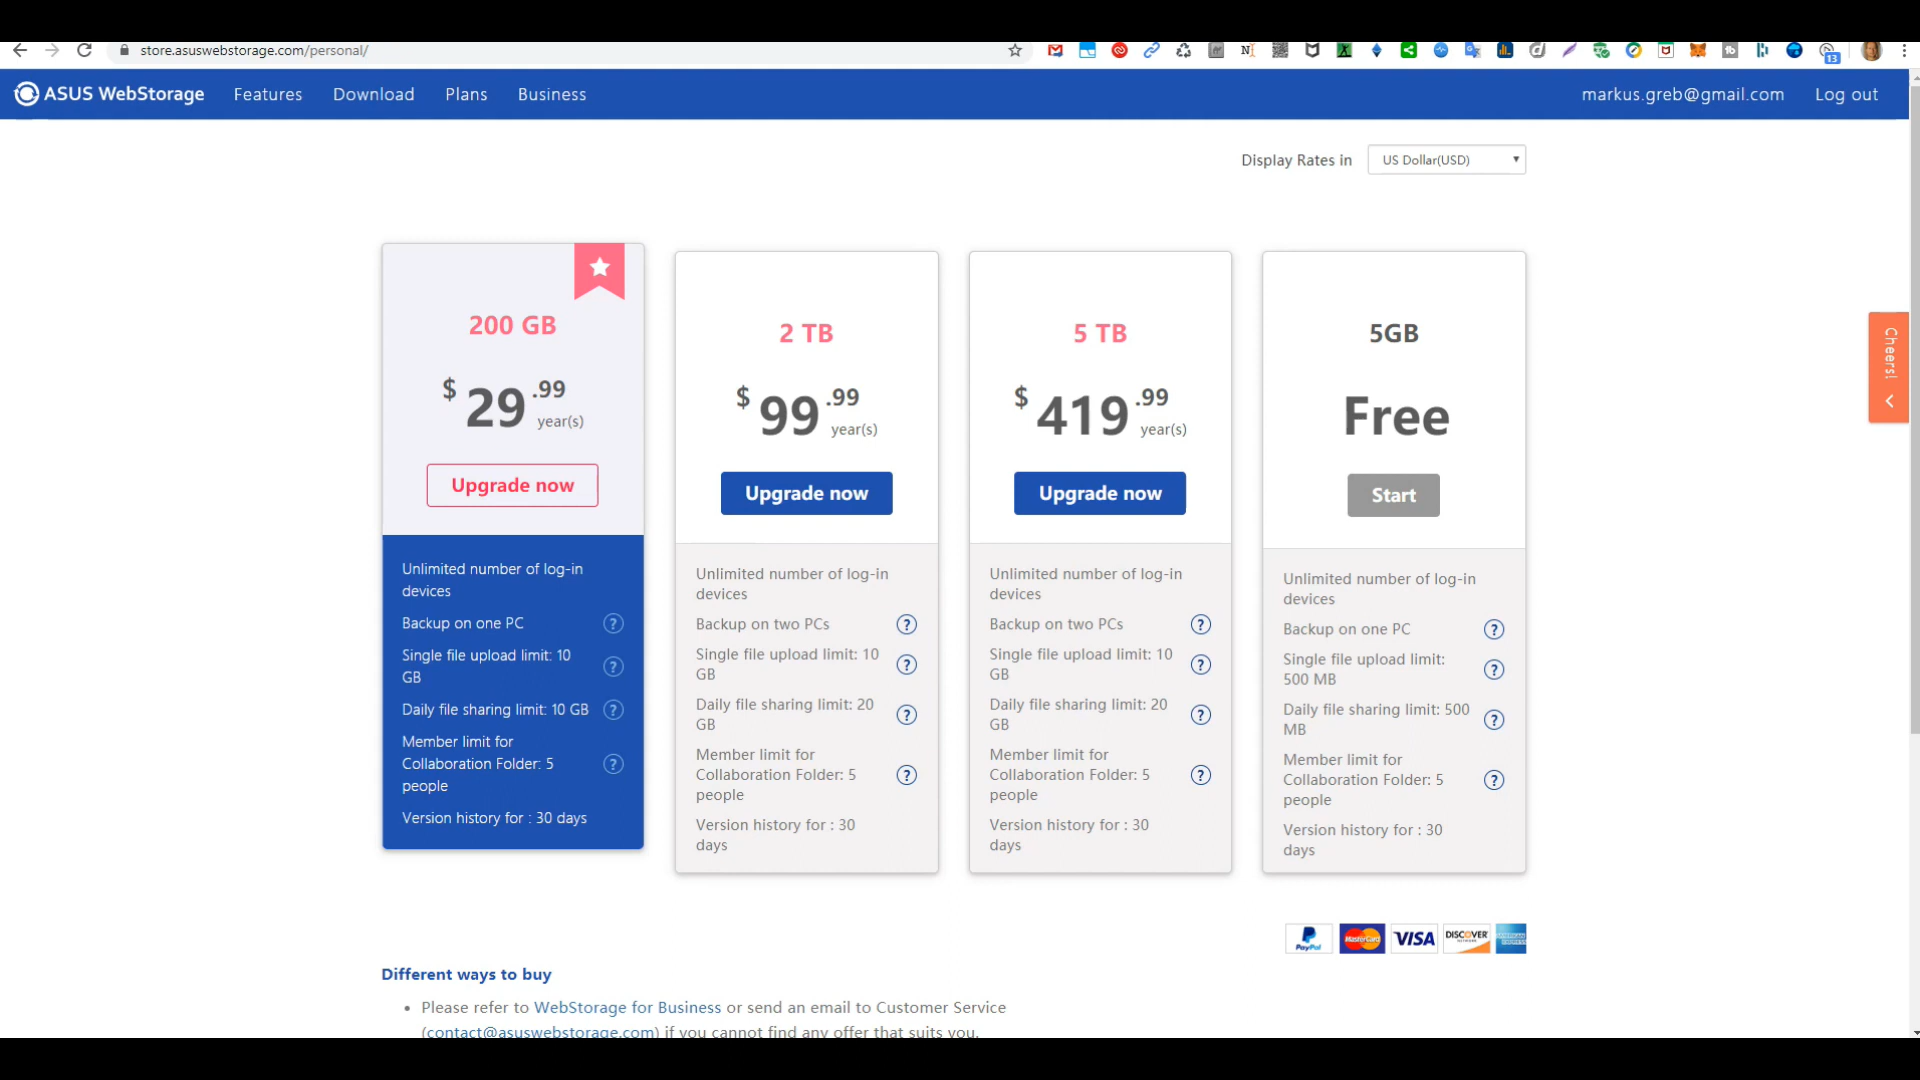 store.asuswebstorage.com/personal/
13
ASUS WebStorage Features Download Plans Business markus.greb@gmail.com Log out
Display Rates in US Dollar(USD)
200 GB
$ 29 .99
year(s)
Upgrade now
Unlimited number of log-in
devices
Backup on one PC ?
Single file upload limit: 10
GB ?
Daily file sharing limit: 10 GB ?
Member limit for
Collaboration Folder: 5 ?
people
Version history for : 30 days
2 TB
$ 99 .99
year(s)
Upgrade now
Unlimited number of log-in
devices
Backup on two PCs ?
Single file upload limit: 10
GB ?
Daily file sharing limit: 20
GB ?
Member limit for
Collaboration Folder: 5 ?
people
Version history for : 30
days
5 TB
$ 419 .99
year(s)
Upgrade now
Unlimited number of log-in
devices
Backup on two PCs ?
Single file upload limit: 10
GB ?
Daily file sharing limit: 20
GB ?
Member limit for
Collaboration Folder: 5 ?
people
Version history for : 30
days
5GB
Free
Start
Unlimited number of log-in
devices
Backup on one PC ?
Single file upload limit:
500 MB ?
Daily file sharing limit: 500
MB ?
Member limit for
Collaboration Folder: 5 ?
people
Version history for : 30
days
Cheers!
PayPal MasterCard VISA DISCOVER
Different ways to buy
• Please refer to WebStorage for Business or send an email to Customer Service
(contact@asuswebstorage.com) if you cannot find any offer that suits you.